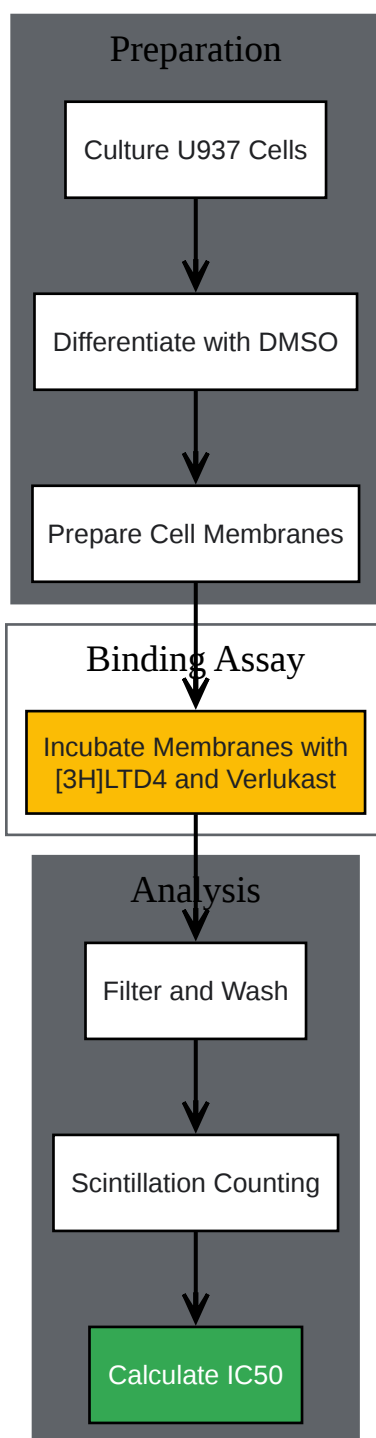 Preparation
Culture U937 Cells
Differentiate with DMSO
Prepare Cell Membranes
Binding Assay
Incubate Membranes with
[3H]LTD4 and Verlukast
Analysis
Filter and Wash
Scintillation Counting
Calculate IC50